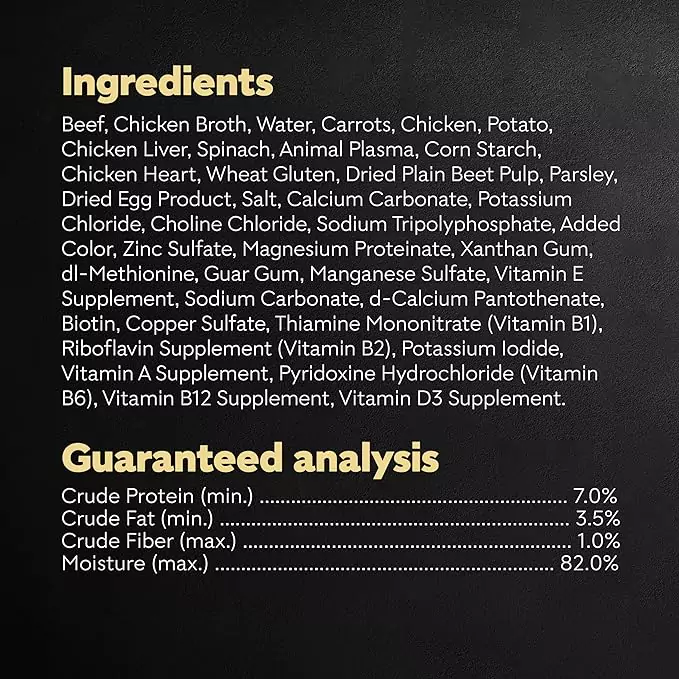 Ingredients
Beef, Chicken Broth, Water, Carrots, Chicken, Potato,
Chicken Liver, Spinach, Animal Plasma, Corn Starch,
Chicken Heart, Wheat Gluten, Dried Plain Beet Pulp, Parsley,
Dried Egg Product, Salt, Calcium Carbonate, Potassium
Chloride, Choline Chloride, Sodium Tripolyphosphate, Added
Color, Zinc Sulfate, Magnesium Proteinate, Xanthan Gum,
dl-Methionine, Guar Gum, Manganese Sulfate, Vitamin E
Supplement, Sodium Carbonate, d-Calcium Pantothenate,
Biotin, Copper Sulfate, Thiamine Mononitrate (Vitamin B1),
Riboflavin Supplement (Vitamin B2), Potassium Iodide,
Vitamin A Supplement, Pyridoxine Hydrochloride (Vitamin
B6), Vitamin B12 Supplement, Vitamin D3 Supplement.
Guaranteed analysis
Crude Protein (min.) ........................................................ 7.0%
Crude Fat (min.) ................................................................ 3.5%
Crude Fiber (max.) ............................................................ 1.0%
Moisture (max.) .............................................................. 82.0%